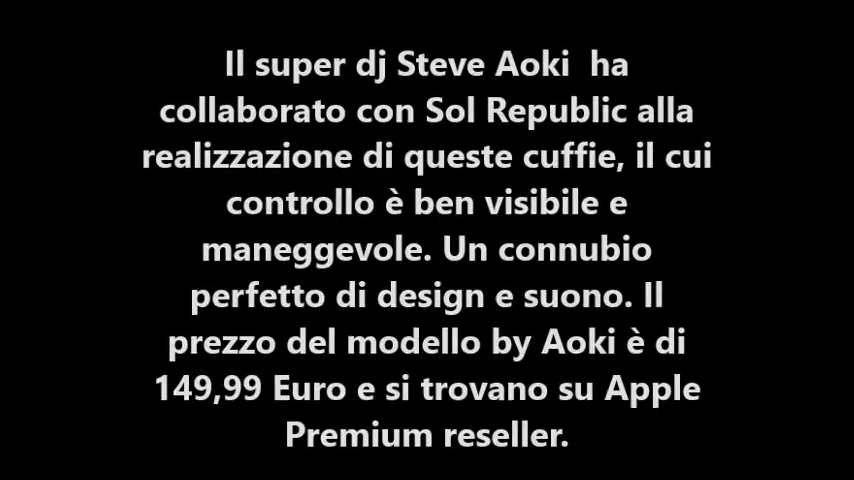 Il super dj Steve Aoki  ha
collaborato con Sol Republic alla
realizzazione di queste cuffie, il cui
controllo è ben visibile e
maneggevole. Un connubio
perfetto di design e suono. Il
prezzo del modello by Aoki è di
149,99 Euro e si trovano su Apple
Premium reseller.